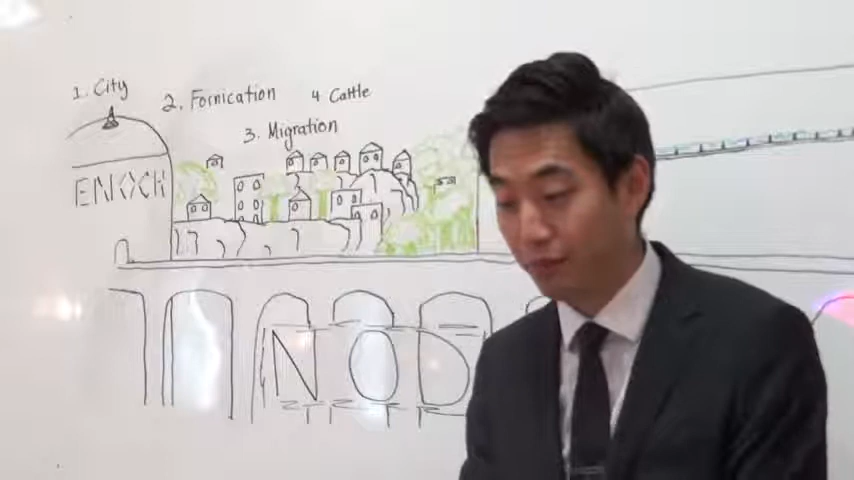 1. City
2. Fornication
4 Cattle
3. Migration
ENOCH
NOD